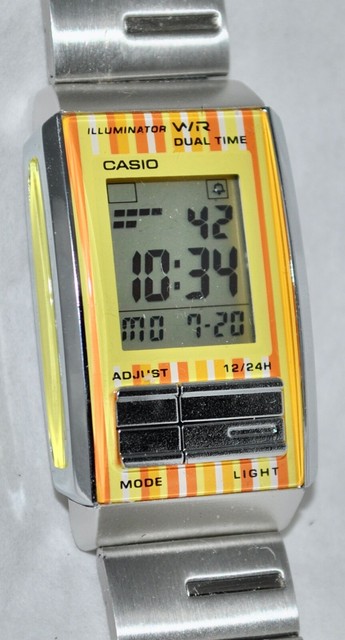 ILLUMINATOR WR
DUAL TIME
CASIO
42
10:34
MO 7-20
ADJUST 12/24H
MODE LIGHT